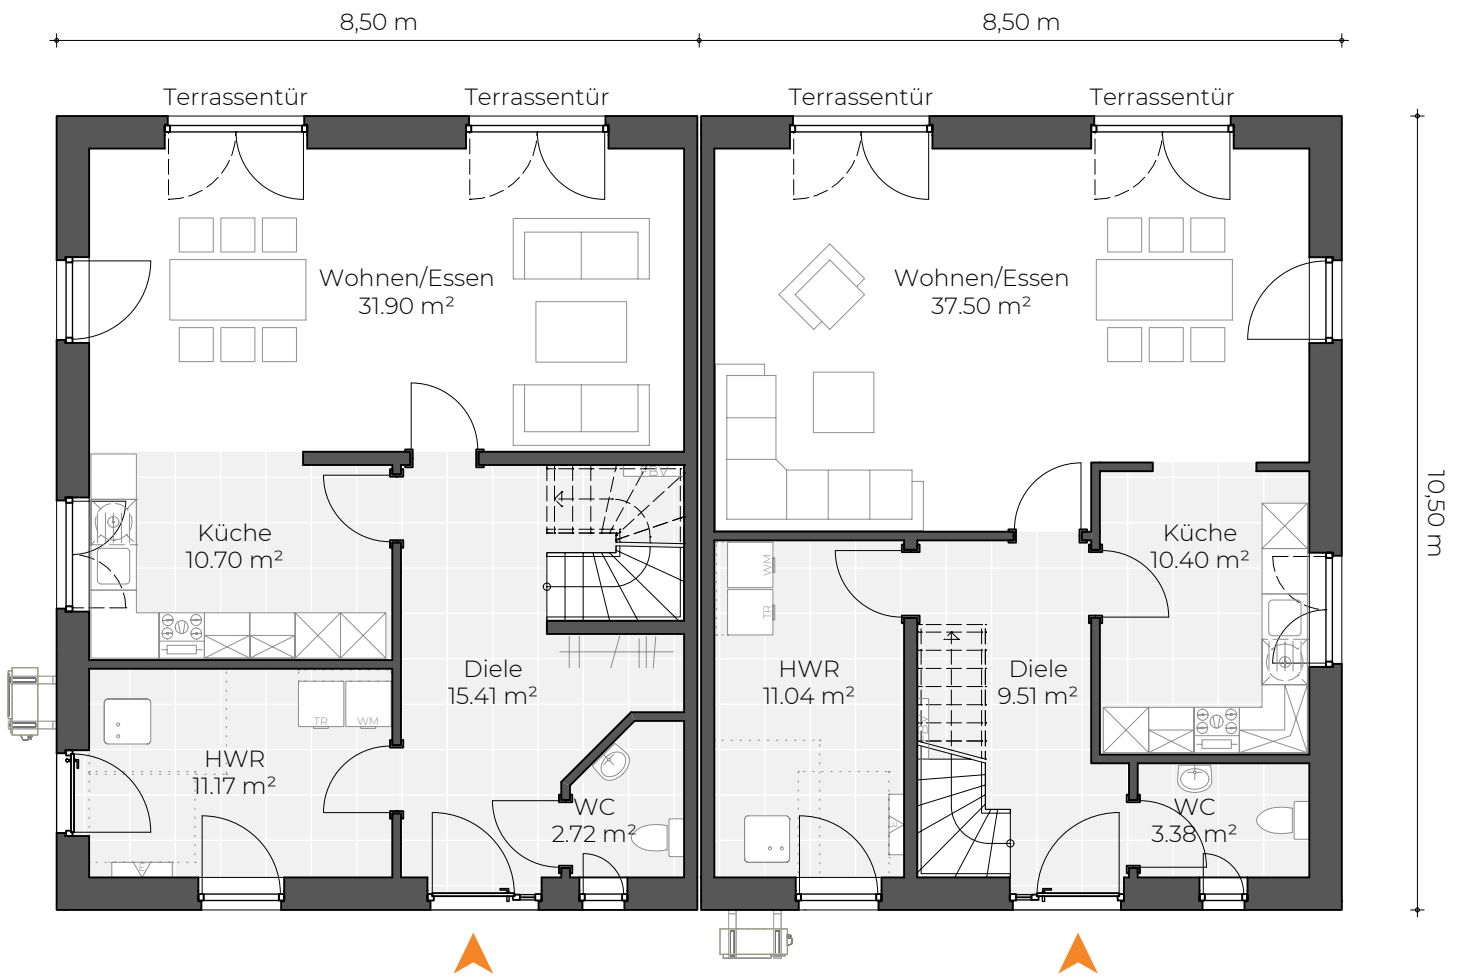 8,50 m
8,50 m
Terrassentür
Terrassentür
Terrassentür
Terrassentür
Wohnen/Essen
31.90 m²
Wohnen/Essen
37.50 m²
10,50 m
Küche
10.70 m²
Küche
10.40 m²
WM
TR
Diele
15.41 m²
HWR
11.04 m²
Diele
9.51 m²
TR
WM
HWR
11.17 m²
WC
2.72 m²
WC
3.38 m²